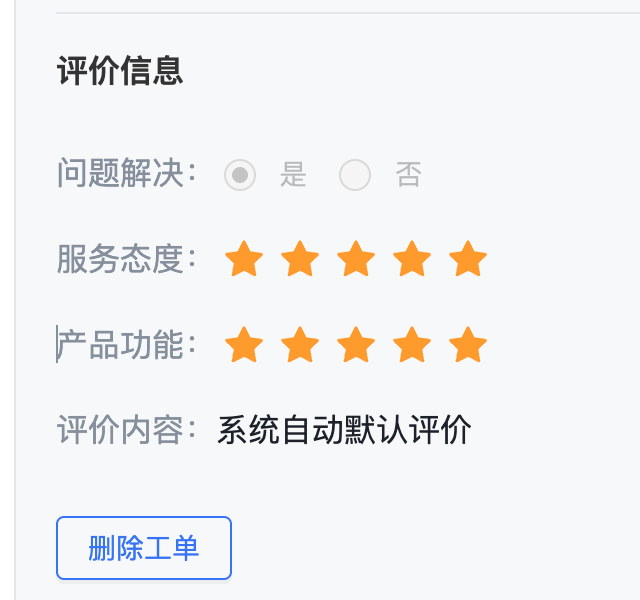 评价信息
问题解决： 是 否
服务态度：
产品功能：
评价内容：系统自动默认评价
删除工单